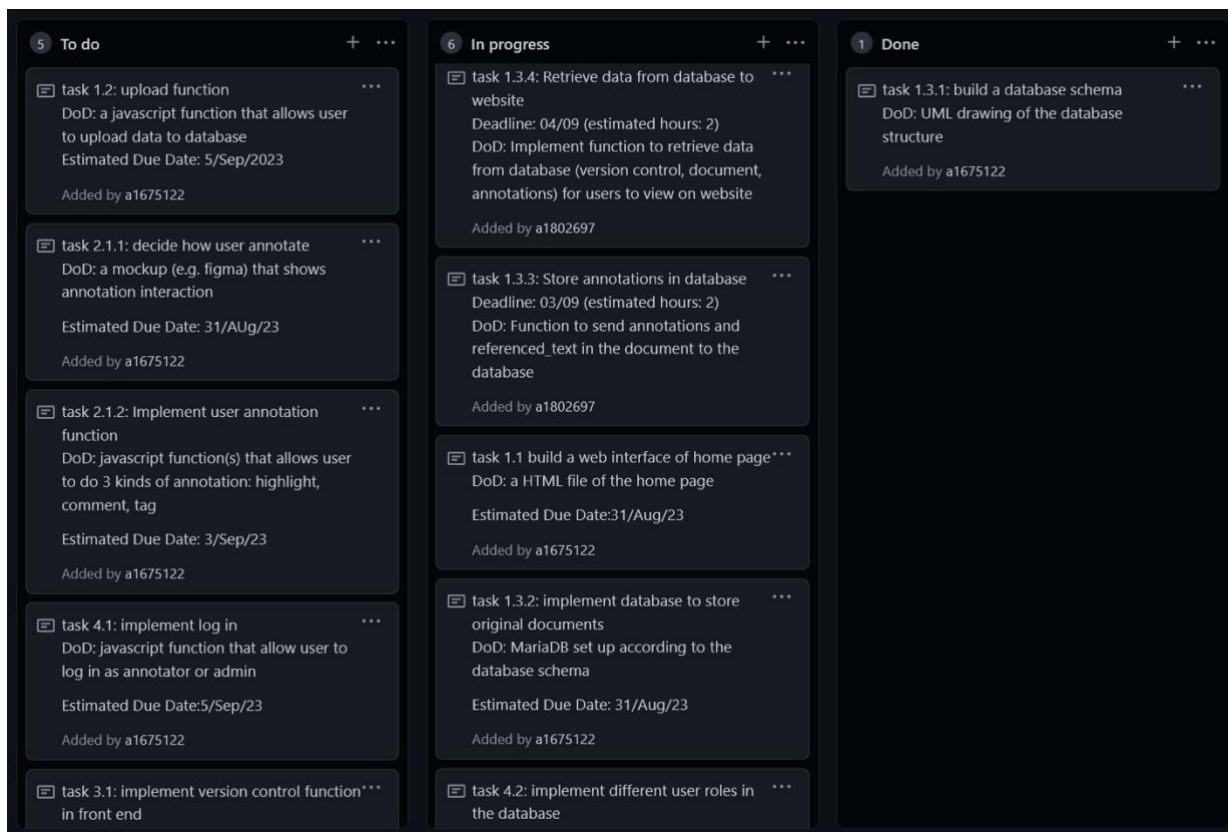 5 To do
task 1.2: upload function
DoD: a javascript function that allows user
to upload data to database
Estimated Due Date: 5/Sep/2023
Added by a1675122
task 2.1.1: decide how user annotate
DoD: a mockup (e.g. figma) that shows
annotation interaction
Estimated Due Date: 31/AUg/23
Added by a1675122
task 2.1.2: Implement user annotation
function
DoD: javascript function(s) that allows user
to do 3 kinds of annotation: highlight,
comment, tag
Estimated Due Date: 3/Sep/23
Added by a1675122
task 4.1: implement log in
DoD: javascript function that allow user to
log in as annotator or admin
Estimated Due Date:5/Sep/23
Added by a1675122
task 3.1: implement version control function
in front end
6 In progress
task 1.3.4: Retrieve data from database to
website
Deadline: 04/09 (estimated hours: 2)
DoD: Implement function to retrieve data
from database (version control, document,
annotations) for users to view on website
Added by a1802697
task 1.3.3: Store annotations in database
Deadline: 03/09 (estimated hours: 2)
DoD: Function to send annotations and
referenced_text in the document to the
database
Added by a1802697
task 1.1 build a web interface of home page
DoD: a HTML file of the home page
Estimated Due Date:31/Aug/23
Added by a1675122
task 1.3.2: implement database to store
original documents
DoD: MariaDB set up according to the
database schema
Estimated Due Date: 31/Aug/23
Added by a1675122
task 4.2: implement different user roles in
the database
1 Done
task 1.3.1: build a database schema
DoD: UML drawing of the database
structure
Added by a1675122